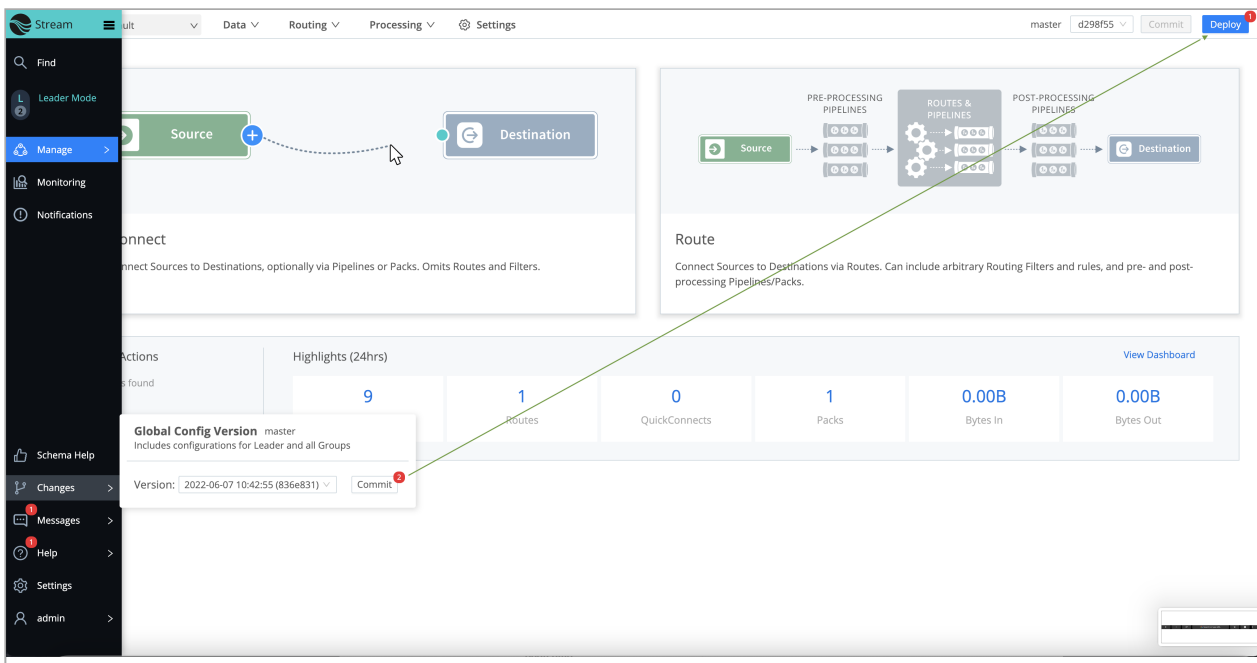 Stream
ult
Data
Routing
Processing
Settings
master
d298f55
Commit
Deploy
1
Find
L
2
Leader Mode
Manage
Monitoring
Notifications
Source
Destination
onnect
nnect Sources to Destinations, optionally via Pipelines or Packs. Omits Routes and Filters.
PRE-PROCESSING
PIPELINES
ROUTES &
PIPELINES
POST-PROCESSING
PIPELINES
Source
Destination
Route
Connect Sources to Destinations via Routes. Can include arbitrary Routing Filters and rules, and pre- and post-
processing Pipelines/Packs.
Actions
s found
Highlights (24hrs)
View Dashboard
9
1
Routes
0
QuickConnects
1
Packs
0.00B
Bytes In
0.00B
Bytes Out
Global Config Version master
Includes configurations for Leader and all Groups
Version:
2022-06-07 10:42:55 (836e831)
Commit
2
Schema Help
Changes
1
Messages
1
Help
Settings
admin